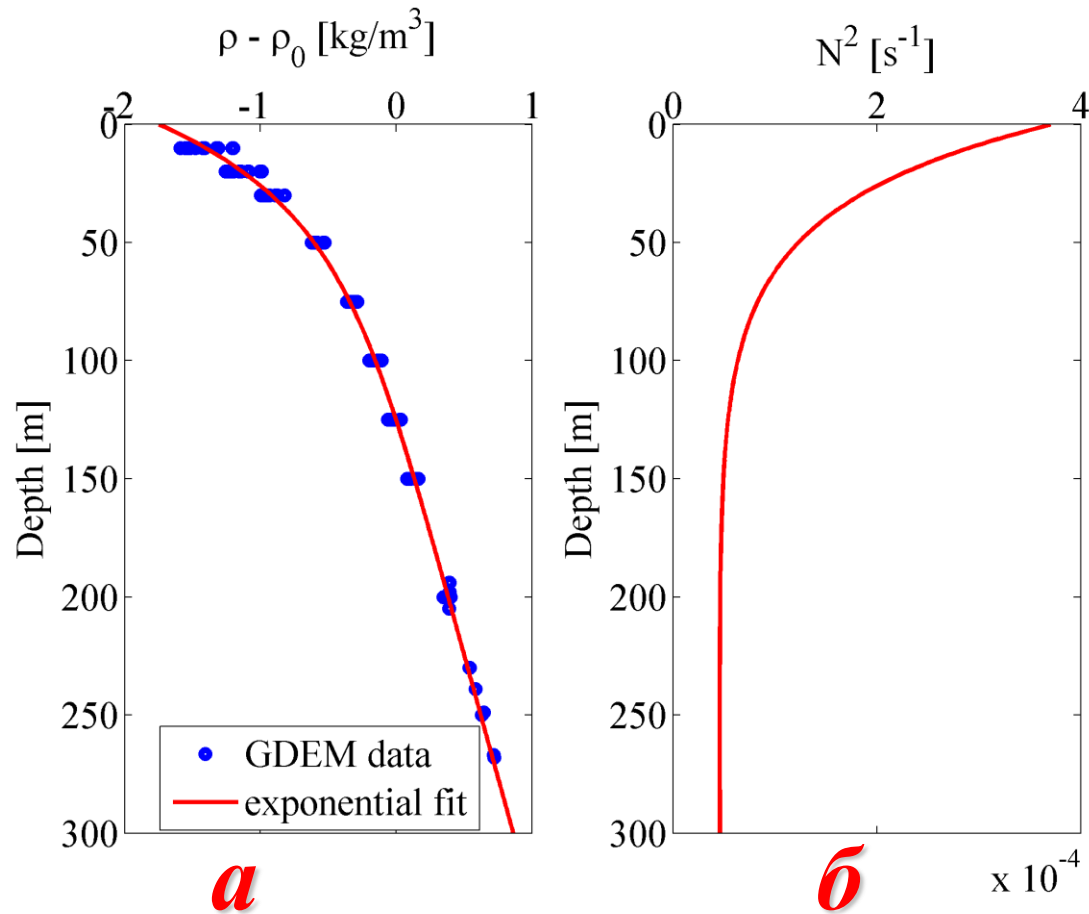 ρ - ρ₀ [kg/m³]
-2 -1 0 1
0
50
100
150
200
250
300
Depth [m]
GDEM data
exponential fit
а
N² [s⁻¹]
0 2 4
0
50
100
150
200
250
300
Depth [m]
x 10⁻⁴
б